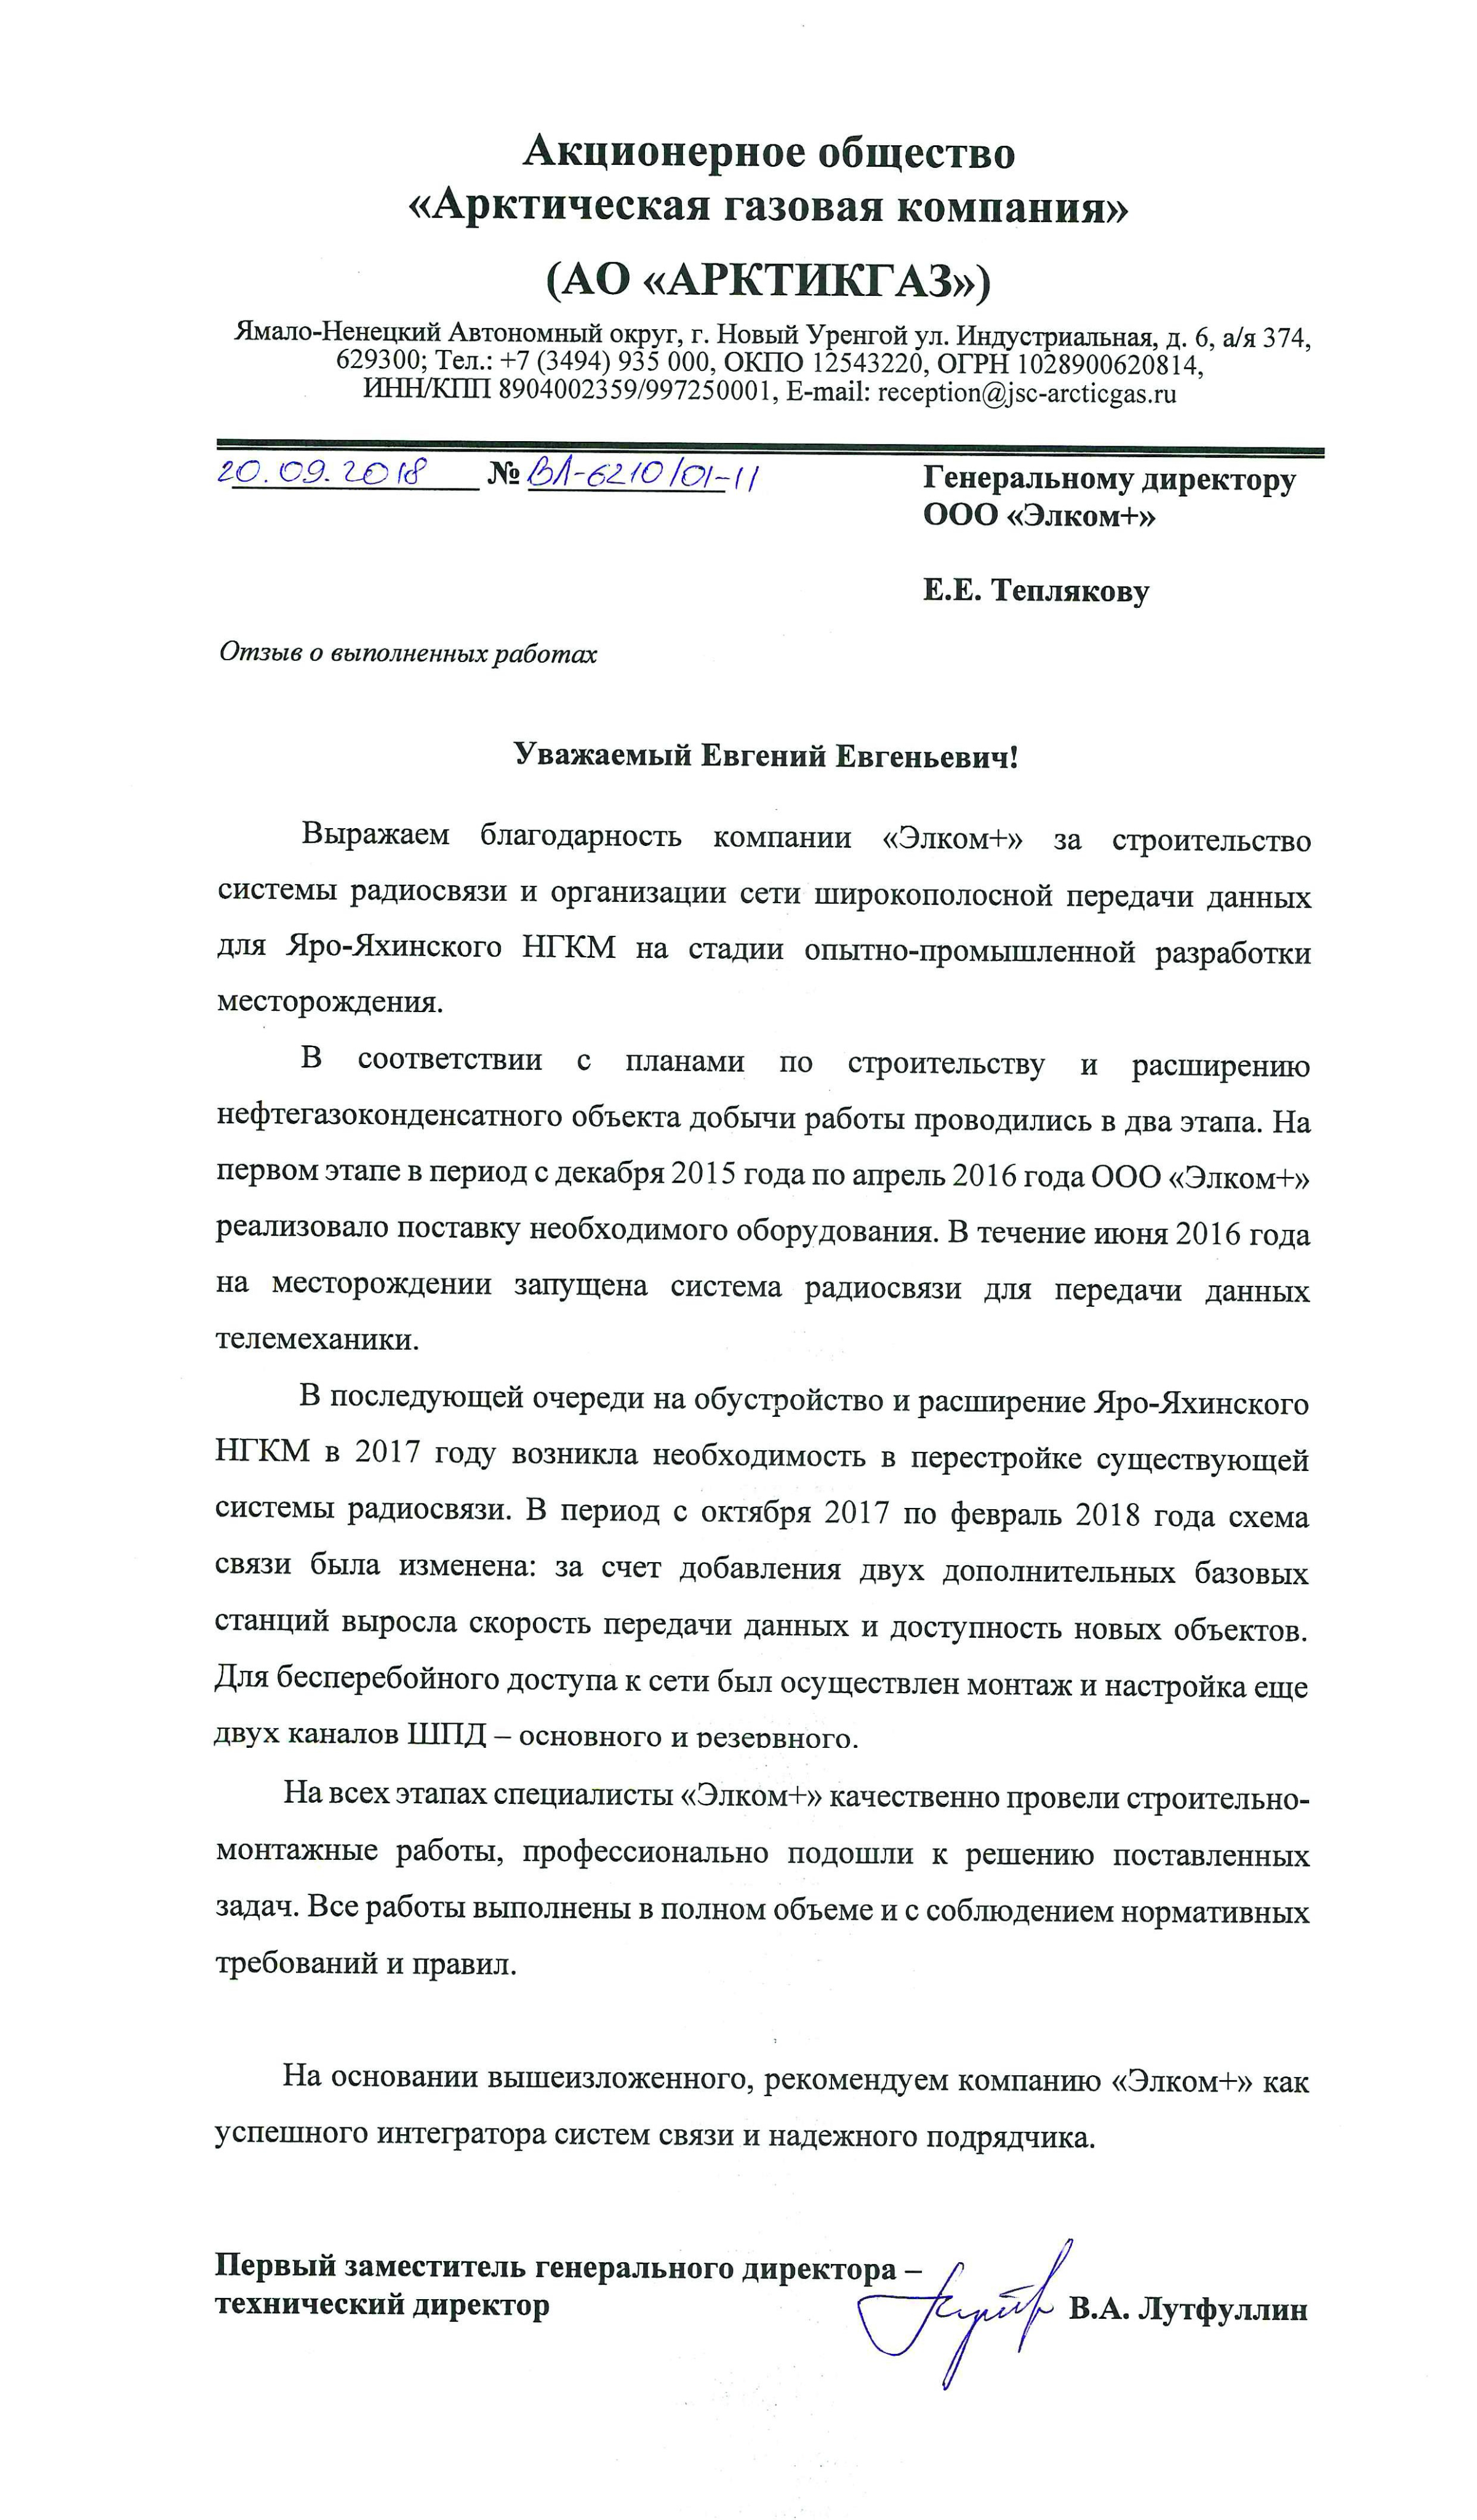 Акционерное общество
«Арктическая газовая компания»
(АО «АРКТИКГАЗ»)
Ямало-Ненецкий Автономный округ, г. Новый Уренгой ул. Индустриальная, д. 6, а/я 374,
629300; Тел.: +7 (3494) 935 000, ОКПО 12543220, ОГРН 1028900620814,
ИНН/КПП 8904002359/997250001, E-mail: reception@jsc-arcticgas.ru
20.09.2018 № ВЛ-6210/01-11
Генеральному директору
ООО «Элком+»
Е.Е. Теплякову
Отзыв о выполненных работах
Уважаемый Евгений Евгеньевич!
Выражаем благодарность компании «Элком+» за строительство
системы радиосвязи и организации сети широкополосной передачи данных
для Яро-Яхинского НГКМ на стадии опытно-промышленной разработки
месторождения.
В соответствии с планами по строительству и расширению
нефтегазоконденсатного объекта добычи работы проводились в два этапа. На
первом этапе в период с декабря 2015 года по апрель 2016 года ООО «Элком+»
реализовало поставку необходимого оборудования. В течение июня 2016 года
на месторождении запущена система радиосвязи для передачи данных
телемеханики.
В последующей очереди на обустройство и расширение Яро-Яхинского
НГКМ в 2017 году возникла необходимость в перестройке существующей
системы радиосвязи. В период с октября 2017 по февраль 2018 года схема
связи была изменена: за счет добавления двух дополнительных базовых
станций выросла скорость передачи данных и доступность новых объектов.
Для бесперебойного доступа к сети был осуществлен монтаж и настройка еще
двух каналов ШПД – основного и резервного.
На всех этапах специалисты «Элком+» качественно провели строительно-
монтажные работы, профессионально подошли к решению поставленных
задач. Все работы выполнены в полном объеме и с соблюдением нормативных
требований и правил.
На основании вышеизложенного, рекомендуем компанию «Элком+» как
успешного интегратора систем связи и надежного подрядчика.
Первый заместитель генерального директора –
технический директор В.А. Лутфуллин